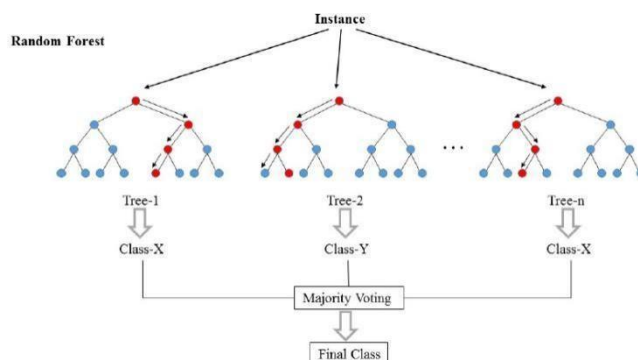 Instance
Random Forest
...
Tree-1
Tree-2
Tree-n
Class-X
Class-Y
Class-X
Majority Voting
Final Class